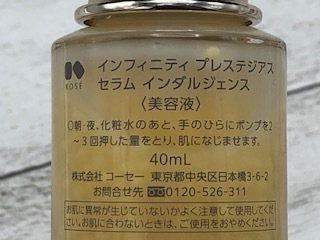 KOSÉ
インフィニティ プレステジアス
セラム インダルジェンス
〈美容液〉
◎朝・夜、化粧水のあと、手のひらにポンプを2
~3回押した量をとり、肌になじませます。
40mL
株式会社 コーセー 東京都中央区日本橋3-6-2
お問合せ先 0120-526-311
お肌に異常が生じていないかよく注意して使用してく
ださい。お肌に合わないときは、ご使用をおやめください。